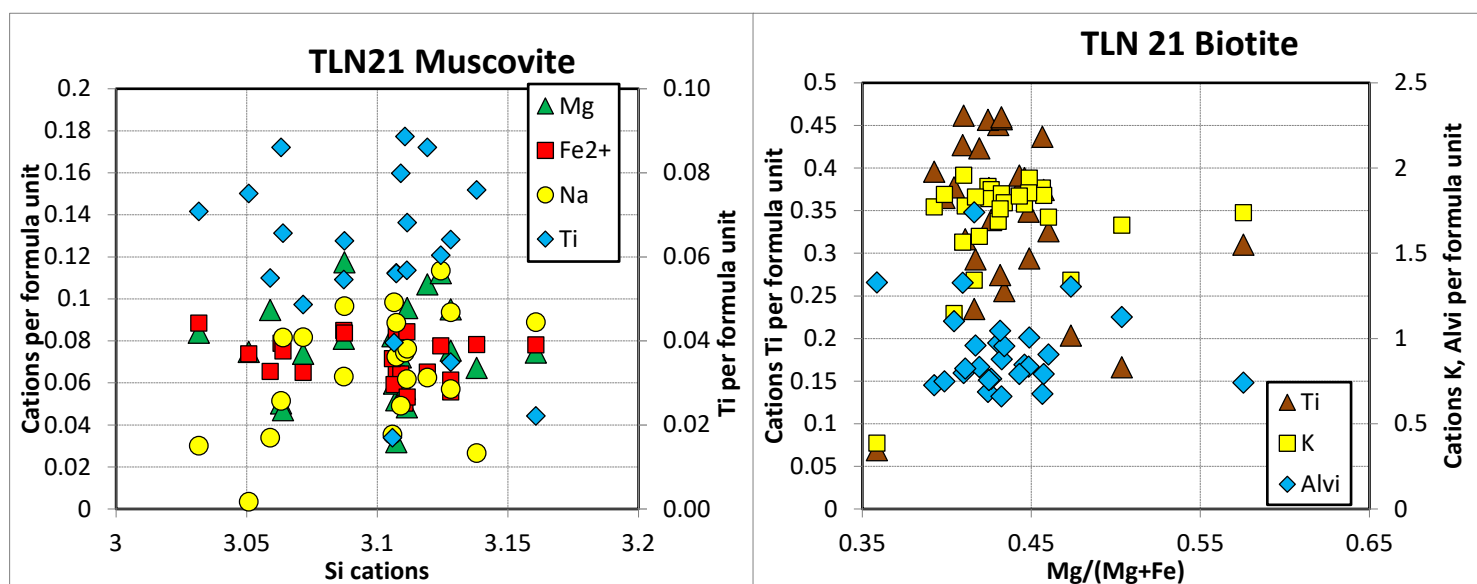 TLN21 Muscovite
Cations per formula unit
0.2
0.18
0.16
0.14
0.12
0.1
0.08
0.06
0.04
0.02
0
3
3.05
3.1
3.15
3.2
Si cations
0.10
0.08
0.06
0.04
0.02
0.00
Ti per formula unit
Mg
Fe2+
Na
Ti
TLN 21 Biotite
Cations Ti per formula unit
0.5
0.45
0.4
0.35
0.3
0.25
0.2
0.15
0.1
0.05
0
0.35
0.45
0.55
0.65
Mg/(Mg+Fe)
2.5
2
1.5
1
0.5
0
Cations K, Alvi per formula unit
Ti
K
Alvi